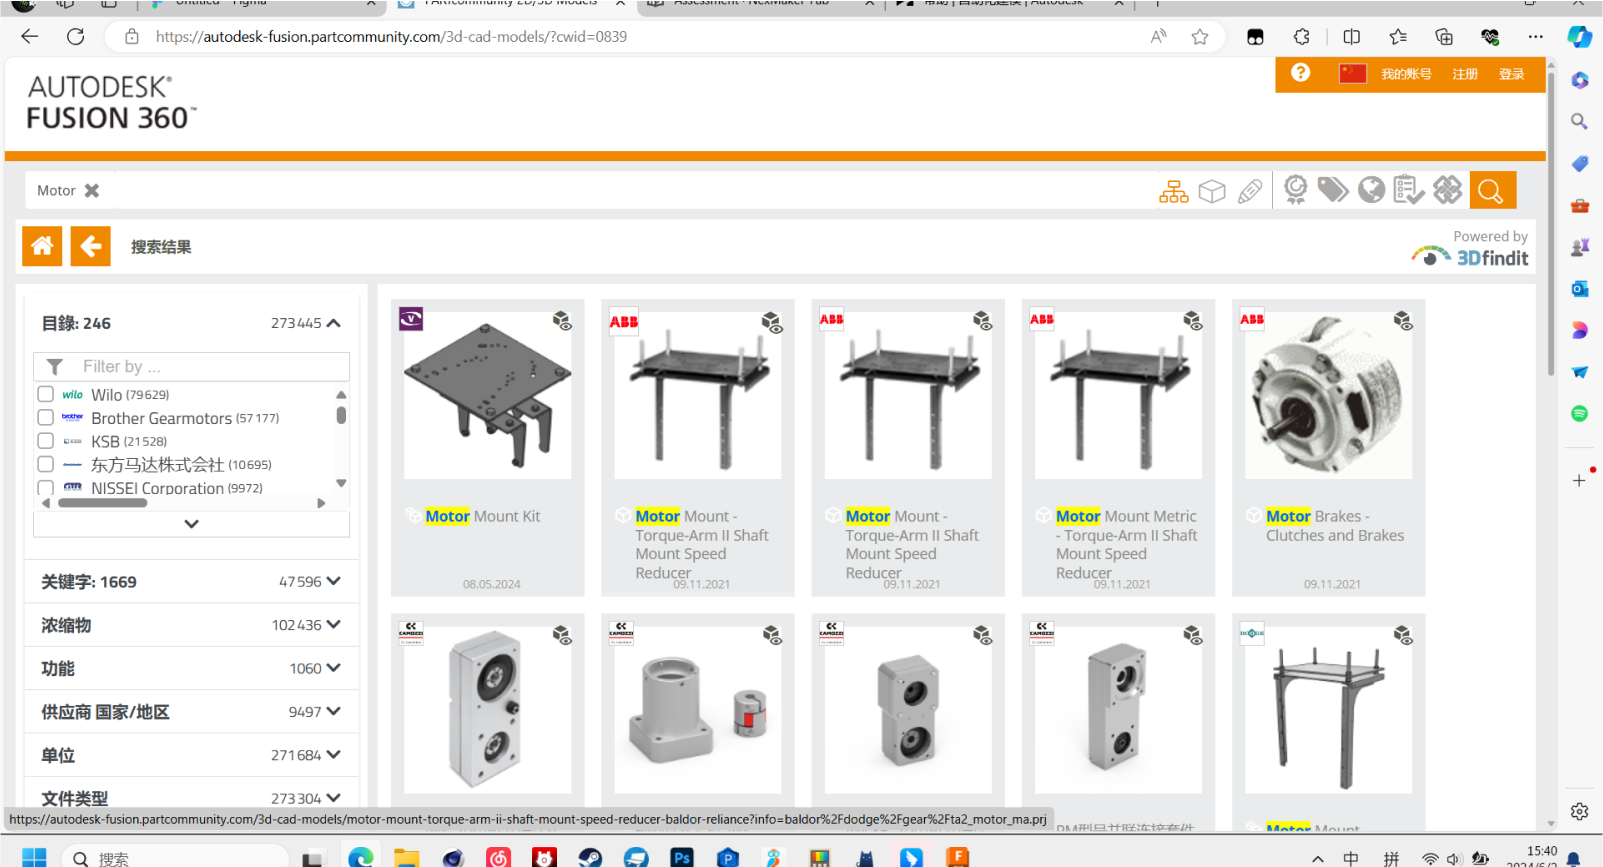 Untitled - Figma
PARTcommunity 2D/3D Models
Assessment - NexMaker Fab
帮助 | 自动化建模 | Autodesk
https://autodesk-fusion.partcommunity.com/3d-cad-models/?cwid=0839
AUTODESK®
FUSION 360™
我的账号 注册 登录
Motor
搜索结果
Powered by
3Dfindit
目錄: 246 273445
Filter by ...
wilo Wilo (79629)
brother Brother Gearmotors (57177)
KSB KSB (21528)
东方马达株式会社 (10695)
NISSEI Corporation (9972)
关键字: 1669 47596
浓缩物 102436
功能 1060
供应商 国家/地区 9497
单位 271684
文件类型 273304
Motor Mount Kit
08.05.2024
ABB
Motor Mount -
Torque-Arm II Shaft
Mount Speed
Reducer
09.11.2021
ABB
Motor Mount -
Torque-Arm II Shaft
Mount Speed
Reducer
09.11.2021
ABB
Motor Mount Metric
- Torque-Arm II Shaft
Mount Speed
Reducer
09.11.2021
ABB
Motor Brakes -
Clutches and Brakes
09.11.2021
CAMOZZI
CAMOZZI
CAMOZZI
CAMOZZI
DODGE
PM型号并联连接套件
Motor Mount
https://autodesk-fusion.partcommunity.com/3d-cad-models/motor-mount-torque-arm-ii-shaft-mount-speed-reducer-baldor-reliance?info=baldor%2Fdodge%2Fgear%2Fta2_motor_ma.prj
搜索
中 拼
15:40